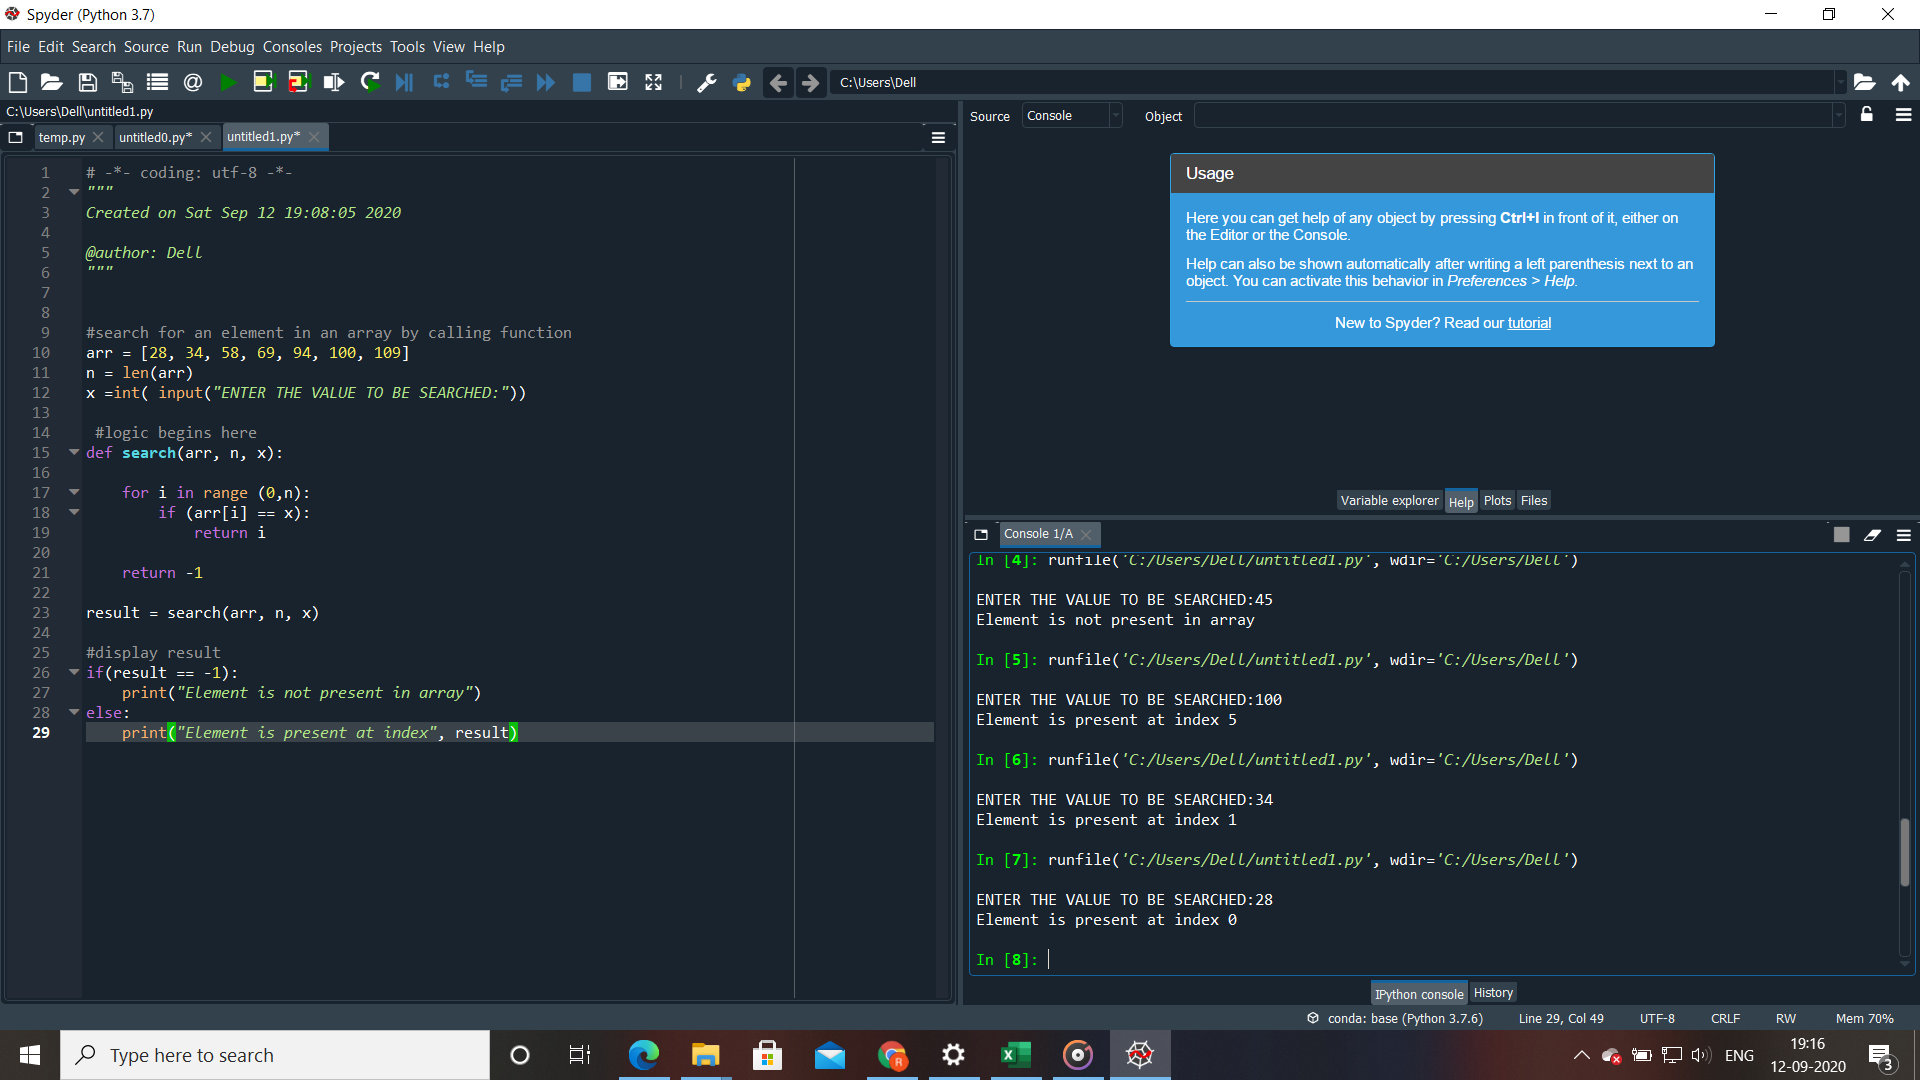 Spyder (Python 3.7)
File Edit Search Source Run Debug Consoles Projects Tools View Help
C:\Users\Dell
C:\Users\Dell\untitled1.py
temp.py
untitled0.py*
untitled1.py*
1 # -*- coding: utf-8 -*-
2 """
3 Created on Sat Sep 12 19:08:05 2020
4
5 @author: Dell
6 """
7
8
9 #search for an element in an array by calling function
10 arr = [28, 34, 58, 69, 94, 100, 109]
11 n = len(arr)
12 x =int( input("ENTER THE VALUE TO BE SEARCHED:"))
13
14  #logic begins here
15 def search(arr, n, x):
16
17     for i in range (0,n):
18         if (arr[i] == x):
19             return i
20
21     return -1
22
23 result = search(arr, n, x)
24
25 #display result
26 if(result == -1):
27     print("Element is not present in array")
28 else:
29     print("Element is present at index", result)
Source Console Object
Usage
Here you can get help of any object by pressing Ctrl+I in front of it, either on
the Editor or the Console.
Help can also be shown automatically after writing a left parenthesis next to an
object. You can activate this behavior in Preferences > Help.
New to Spyder? Read our tutorial
Variable explorer Help Plots Files
Console 1/A
In [4]: runfile('C:/Users/Dell/untitled1.py', wdir='C:/Users/Dell')
ENTER THE VALUE TO BE SEARCHED:45
Element is not present in array
In [5]: runfile('C:/Users/Dell/untitled1.py', wdir='C:/Users/Dell')
ENTER THE VALUE TO BE SEARCHED:100
Element is present at index 5
In [6]: runfile('C:/Users/Dell/untitled1.py', wdir='C:/Users/Dell')
ENTER THE VALUE TO BE SEARCHED:34
Element is present at index 1
In [7]: runfile('C:/Users/Dell/untitled1.py', wdir='C:/Users/Dell')
ENTER THE VALUE TO BE SEARCHED:28
Element is present at index 0
In [8]:
IPython console History
conda: base (Python 3.7.6) Line 29, Col 49 UTF-8 CRLF RW Mem 70%
Type here to search
R
ENG
19:16
12-09-2020
3